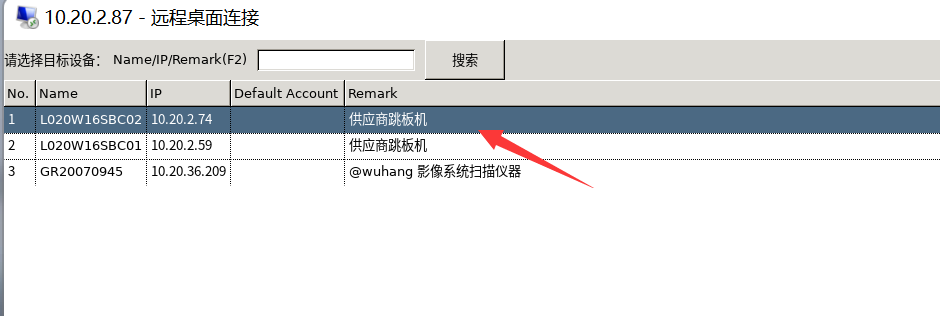 10.20.2.87 - 远程桌面连接
请选择目标设备： Name/IP/Remark(F2) 搜索
No. Name IP Default Account Remark
1 L020W16SBC02 10.20.2.74 供应商跳板机
2 L020W16SBC01 10.20.2.59 供应商跳板机
3 GR20070945 10.20.36.209 @wuhang 影像系统扫描仪器